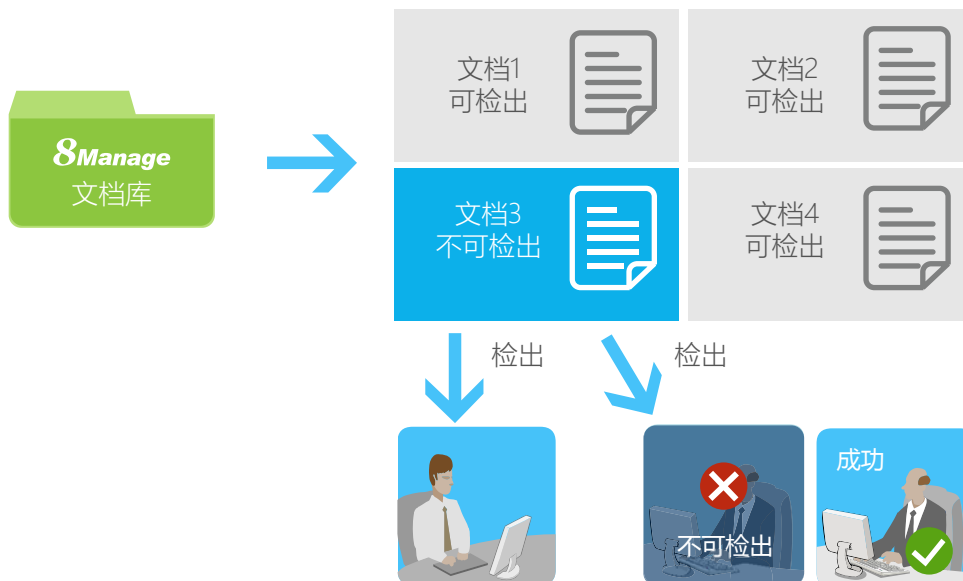 8Manage
文档库
文档1
可检出
文档2
可检出
文档3
不可检出
文档4
可检出
检出
检出
不可检出
成功